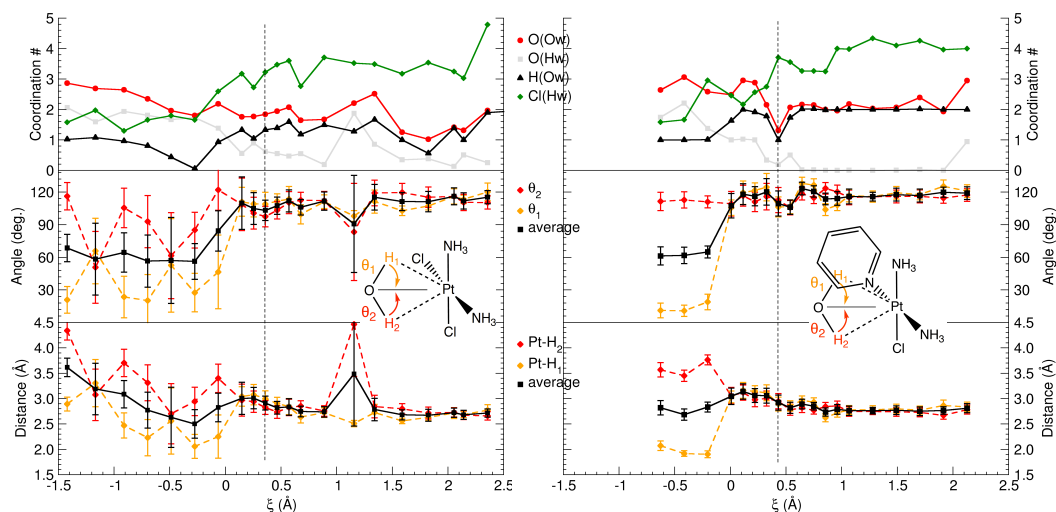 5
4
3
2
1
0
Coordination #
O(Ow)
O(Hw)
H(Ow)
Cl(Hw)
5
4
3
2
1
0
Coordination #
120
90
60
30
Angle (deg.)
θ2
θ1
average
120
90
60
30
Angle (deg.)
NH3
Cl
θ1
H1
O
Pt
θ2
H2
NH3
Cl
H1
NH3
θ1
N
O
Pt
θ2
H2
NH3
Cl
4.5
4.0
3.5
3.0
2.5
2.0
1.5
Distance (Å)
Pt-H2
Pt-H1
average
4.5
4.0
3.5
3.0
2.5
2.0
1.5
Distance (Å)
-1.5 -1 -0.5 0 0.5 1 1.5 2 2.5
ξ (Å)
-1.5 -1 -0.5 0 0.5 1 1.5 2 2.5
ξ (Å)